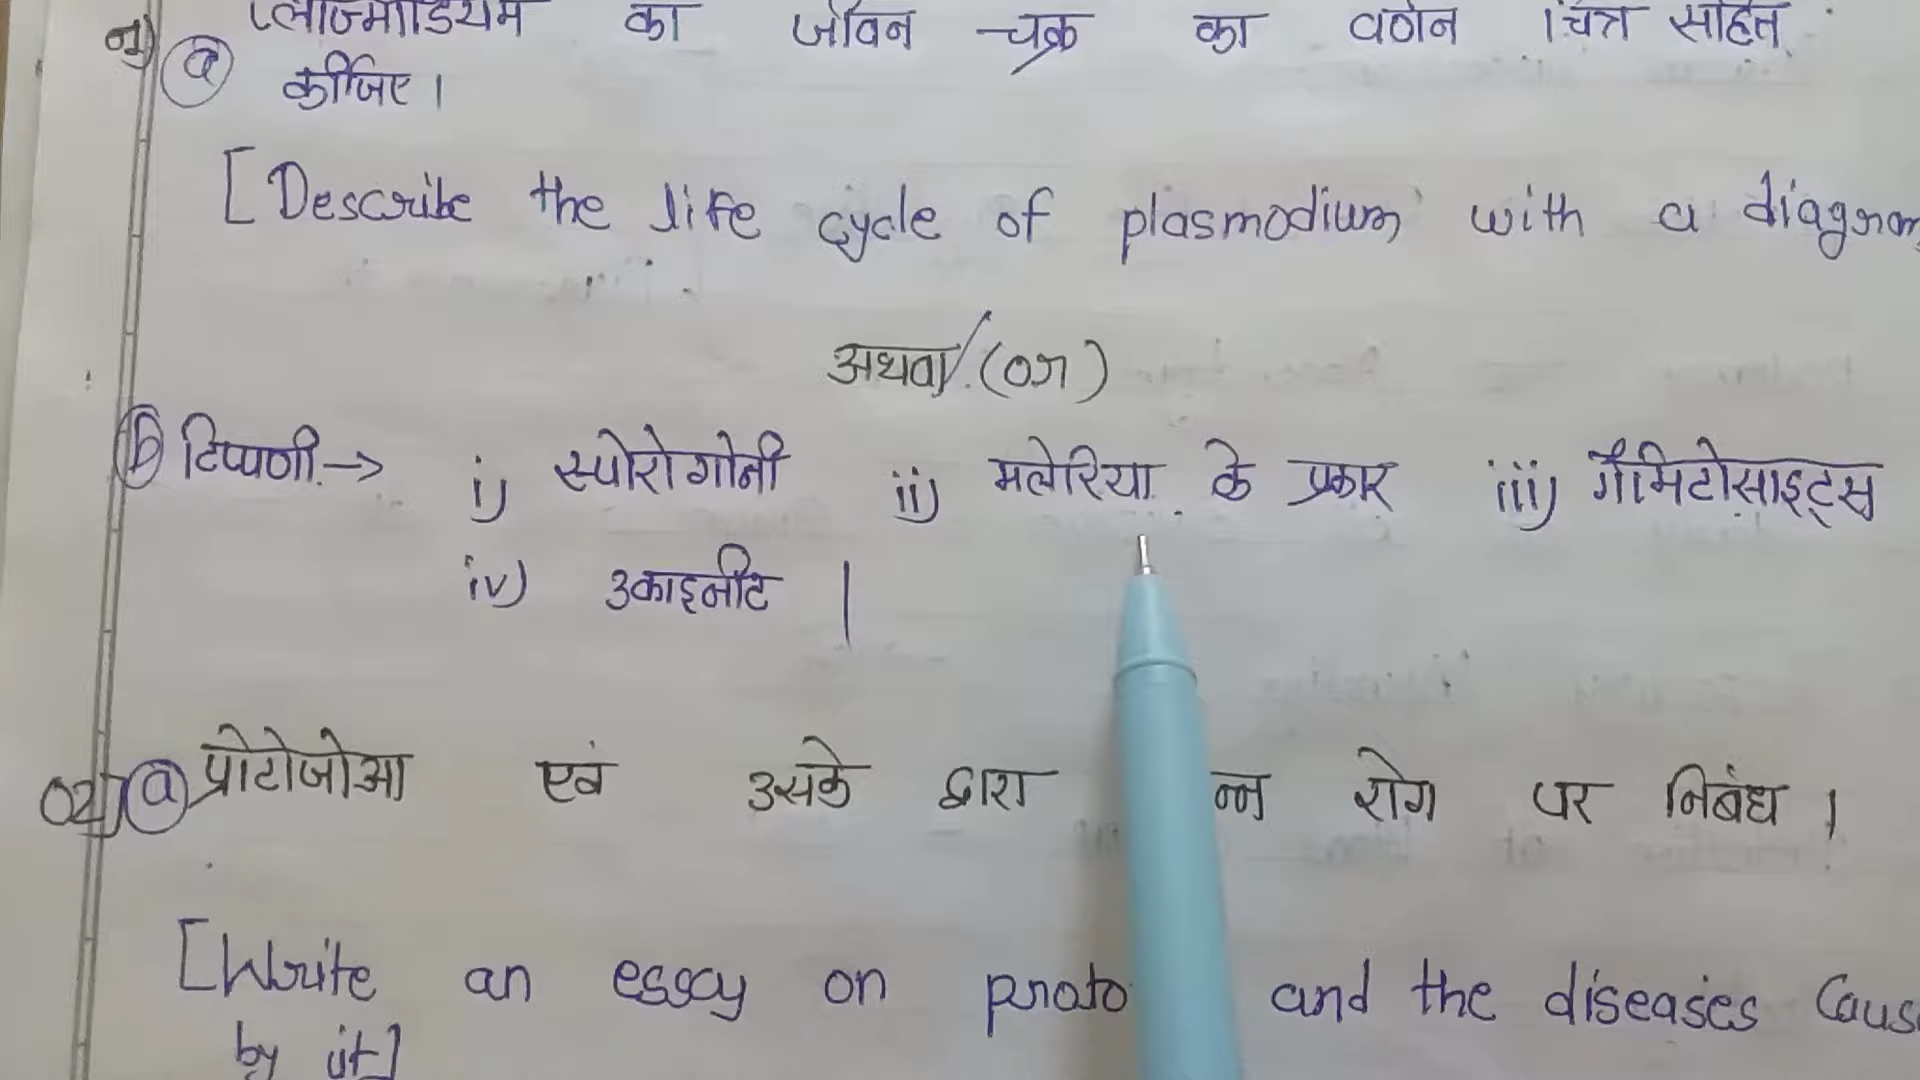 1) (a) प्लाज्मोडियम का जीवन -चक्र का वर्णन चित्र सहित
कीजिए।
[Describe the life cycle of plasmodium with a diagram
अथवा/(or)
(b) टिप्पणी→ i) स्पोरोगोनी ii) मलेरिया के प्रकार iii) गैमिटोसाइट्स
iv) उकाइनीट |
02) (a) प्रोटोजोआ एवं उसके द्वारा रोग पर निबंध।
[Write an essay on proto and the diseases Caus
by it]